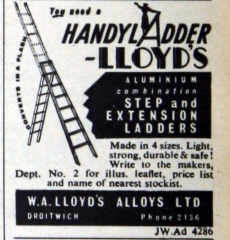 You need a
HANDYLADDER
-LLOYD'S
CONVERTS IN A FLASH
ALUMINIUM
combination
STEP and
EXTENSION
LADDERS
Made in 4 sizes. Light,
strong, durable & safe!
Write to the makers,
Dept. No. 2 for illus. leaflet, price list
and name of nearest stockist.
W.A.LLOYD'S ALLOYS LTD
DROITWICH Phone 2156
JW.Ad 4286